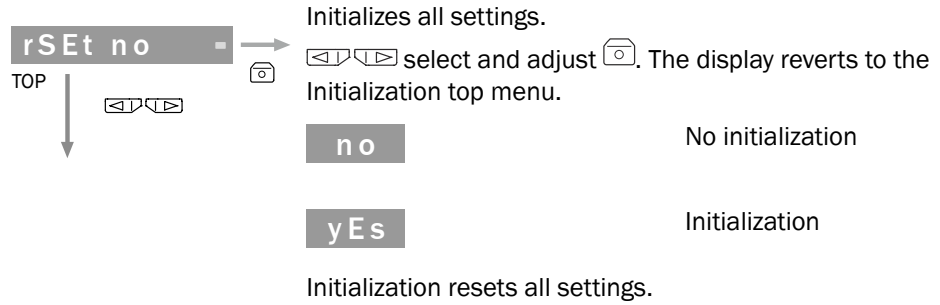 Initializes all settings.
rSEt no
select and adjust . The display reverts to the
TOP
Initialization top menu.
no No initialization
yEs Initialization
Initialization resets all settings.